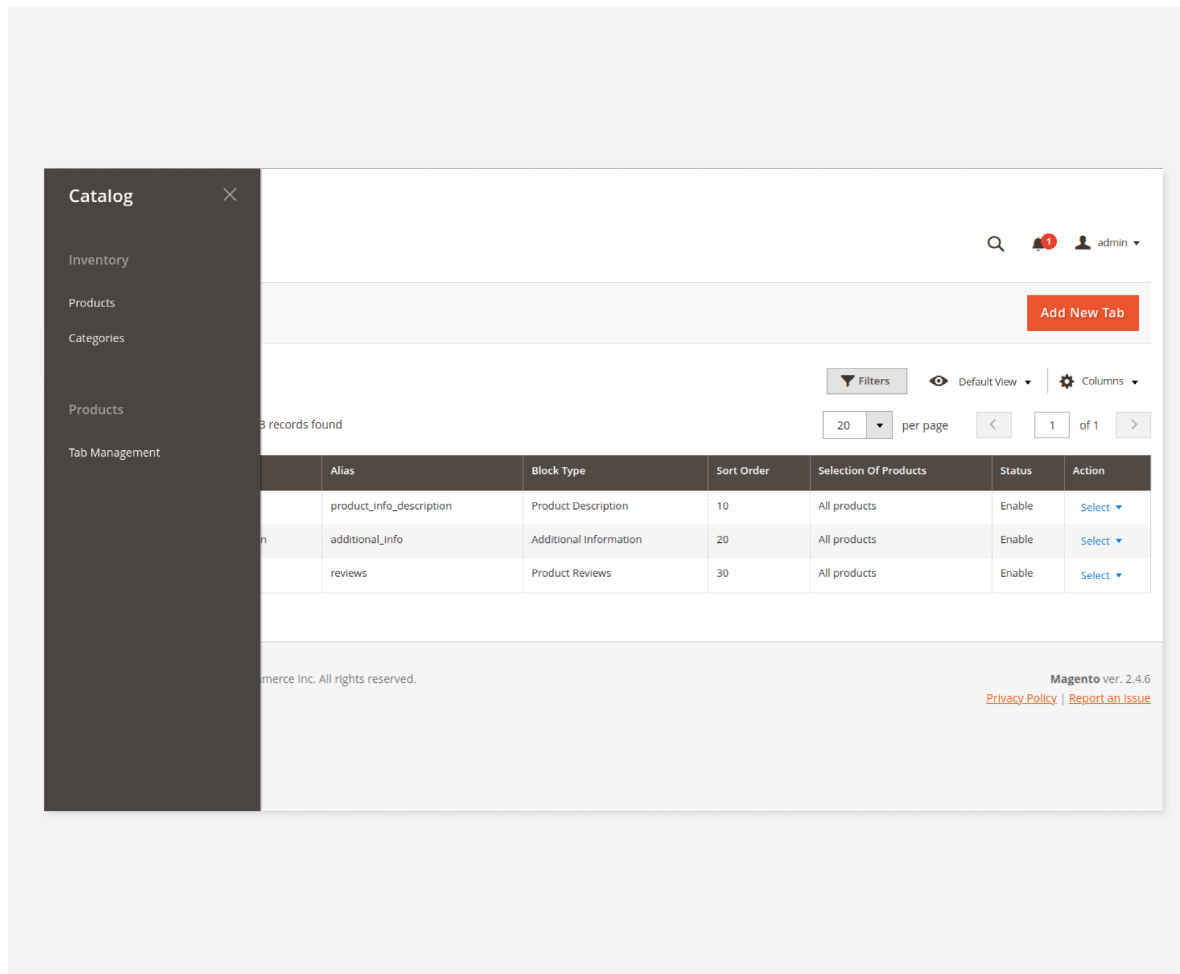 Catalog
Inventory
Products
Categories
Products
Tab Management
1
admin
Add New Tab
Filters
Default View
Columns
3 records found
20
per page
1
of 1
Alias Block Type Sort Order Selection Of Products Status Action
product_info_description Product Description 10 All products Enable Select
additional_info Additional Information 20 All products Enable Select
reviews Product Reviews 30 All products Enable Select
Inc. All rights reserved.
Magento ver. 2.4.6
Privacy Policy | Report an Issue